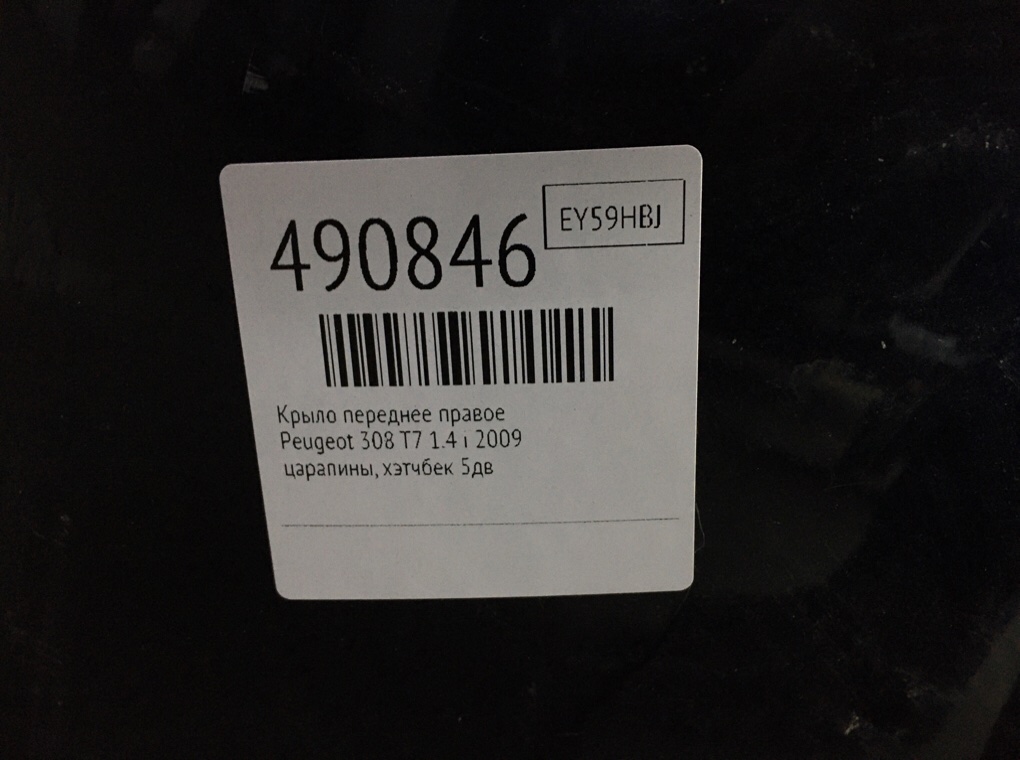 EY59HBJ
490846
Крыло переднее правое
Peugeot 308 T7 1.4 i 2009
царапины, хэтчбек 5дв